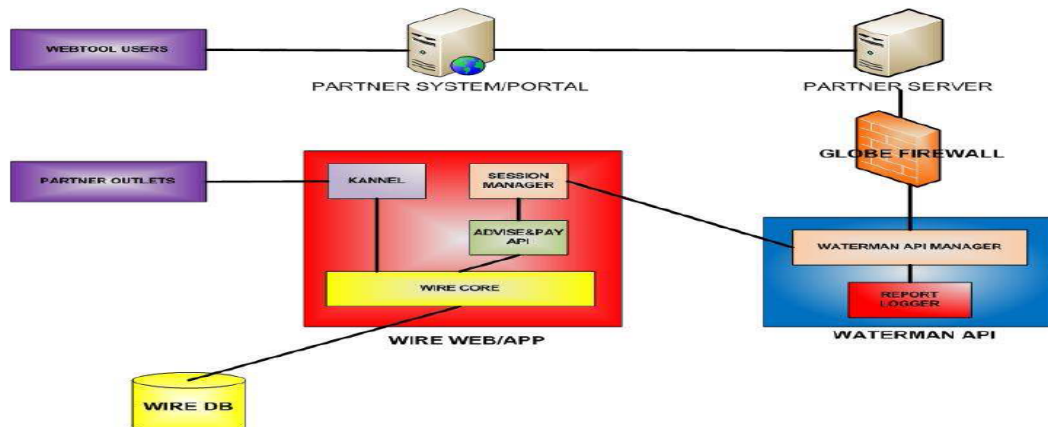 WEBTOOL USERS
PARTNER SYSTEM/PORTAL
PARTNER SERVER
GLOBE FIREWALL
PARTNER OUTLETS
KANNEL
SESSION
MANAGER
ADVISE&PAY
API
WIRE CORE
WIRE WEB/APP
WATERMAN API MANAGER
REPORT
LOGGER
WATERMAN API
WIRE DB